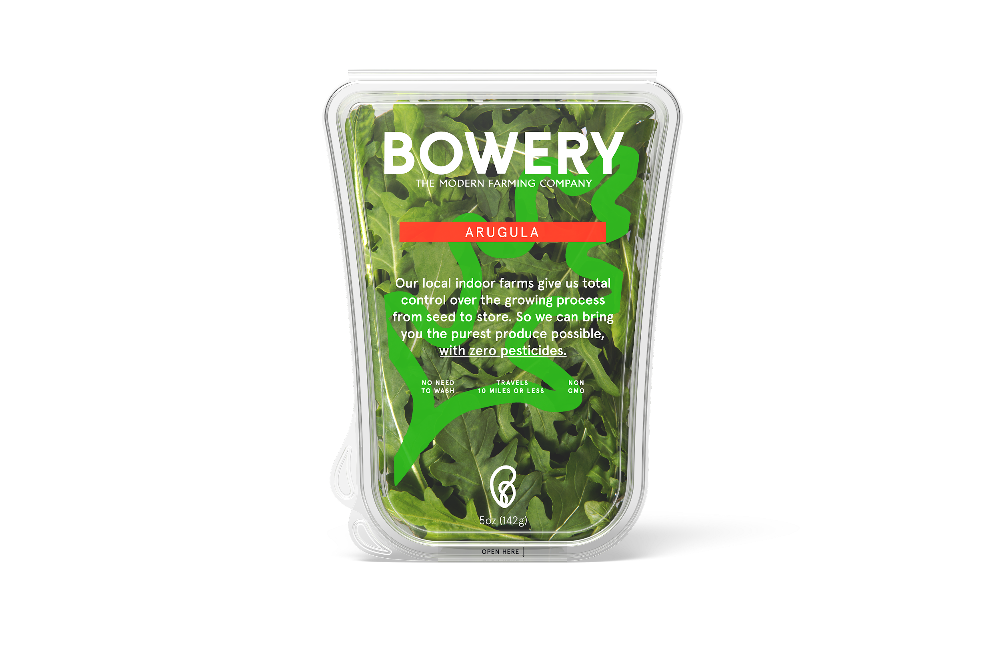 BOWERY
THE MODERN FARMING COMPANY
ARUGULA
Our local indoor farms give us total
control over the growing process
from seed to store. So we can bring
you the purest produce possible,
with zero pesticides.
NO NEED
TO WASH
TRAVELS
10 MILES OR LESS
NON
GMO
5oz (142g)
OPEN HERE